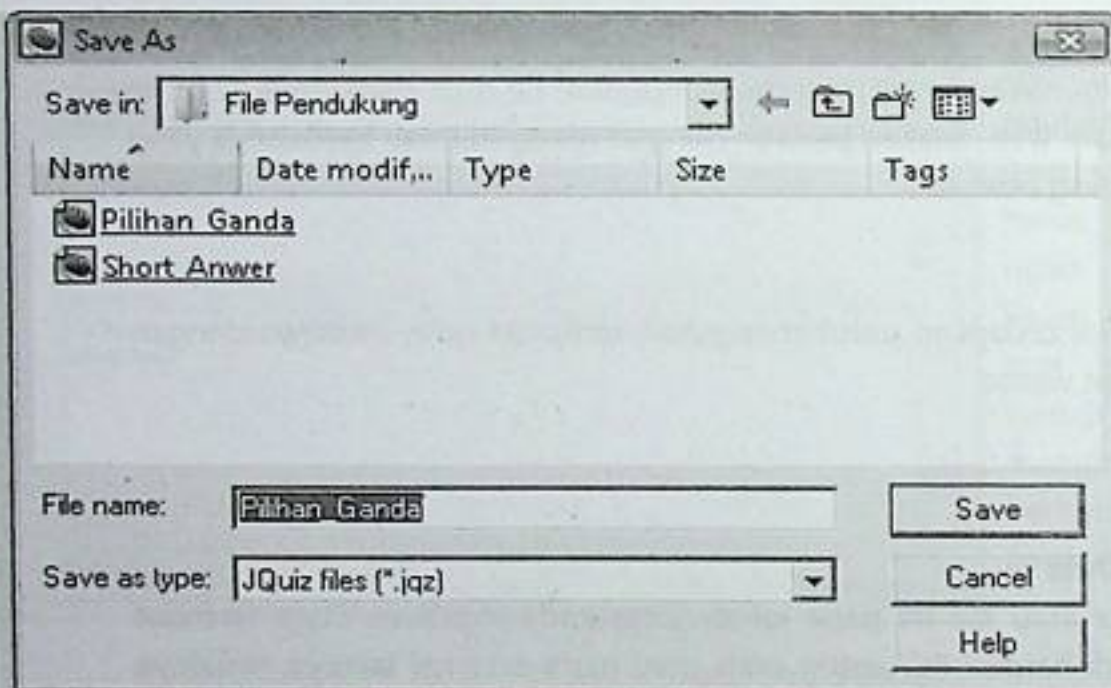 Save As
Save in: File Pendukung
Name Date modif,... Type Size Tags
Pilihan Ganda
Short Anwer
File name: Pilihan Ganda Save
Save as type: JQuiz files (*.jqz) Cancel
Help